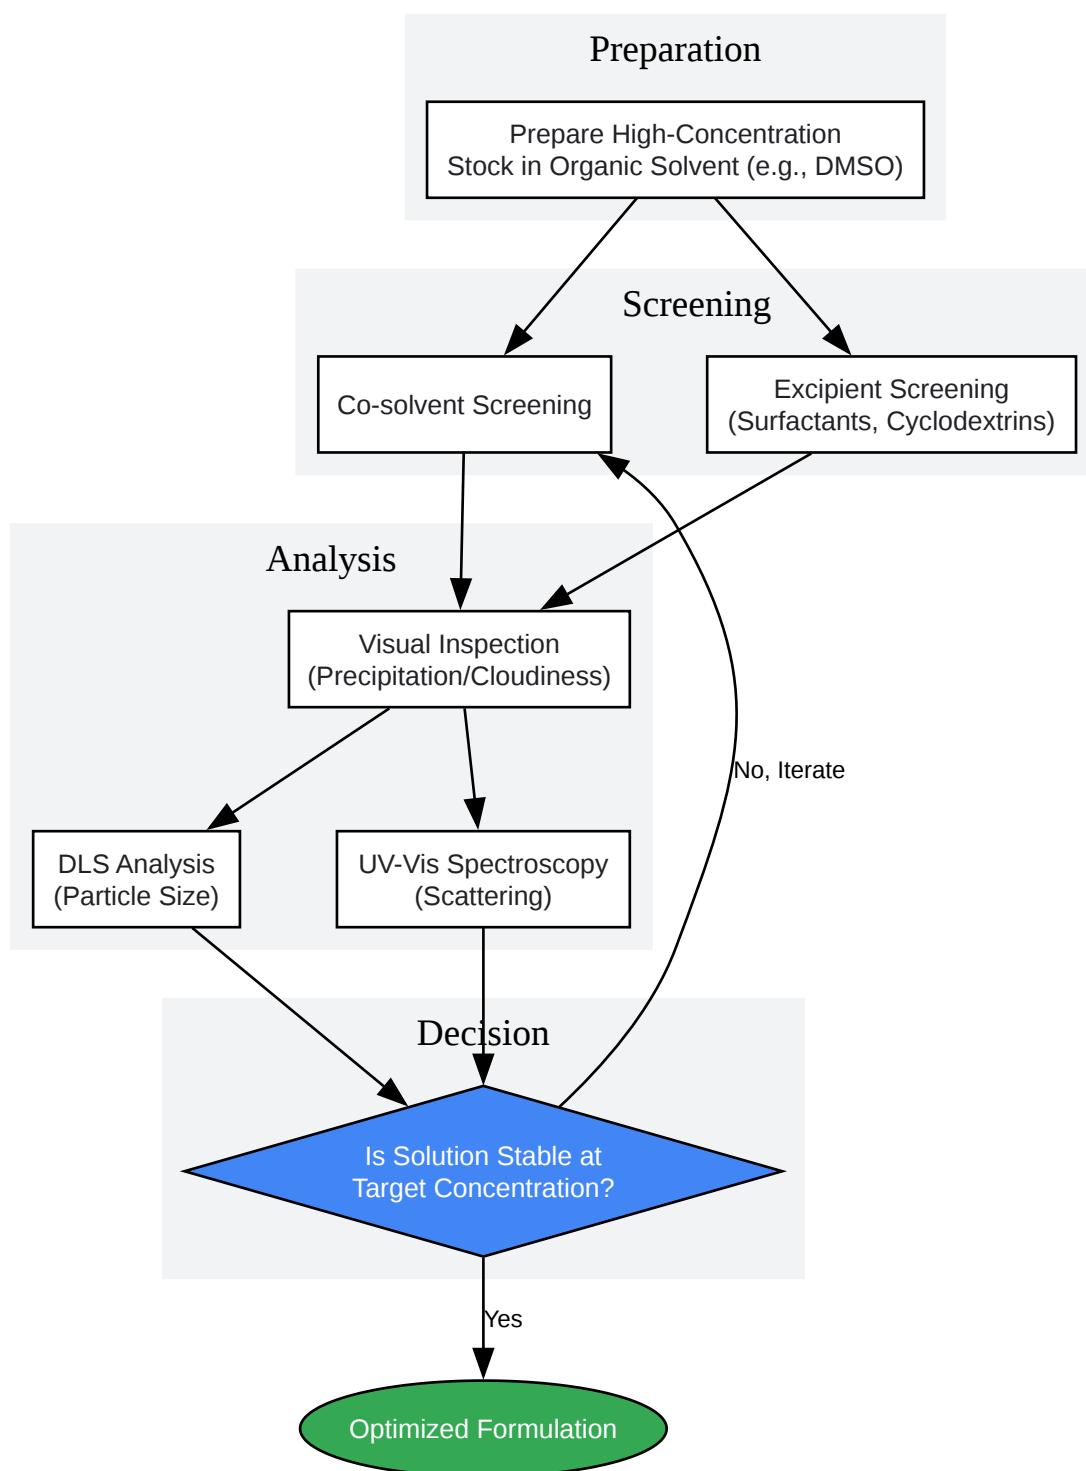 Preparation
Prepare High-Concentration
Stock in Organic Solvent (e.g., DMSO)
Screening
Co-solvent Screening
Excipient Screening
(Surfactants, Cyclodextrins)
Analysis
Visual Inspection
(Precipitation/Cloudiness)
No, Iterate
DLS Analysis
(Particle Size)
UV-Vis Spectroscopy
(Scattering)
Decision
Is Solution Stable at
Target Concentration?
Yes
Optimized Formulation